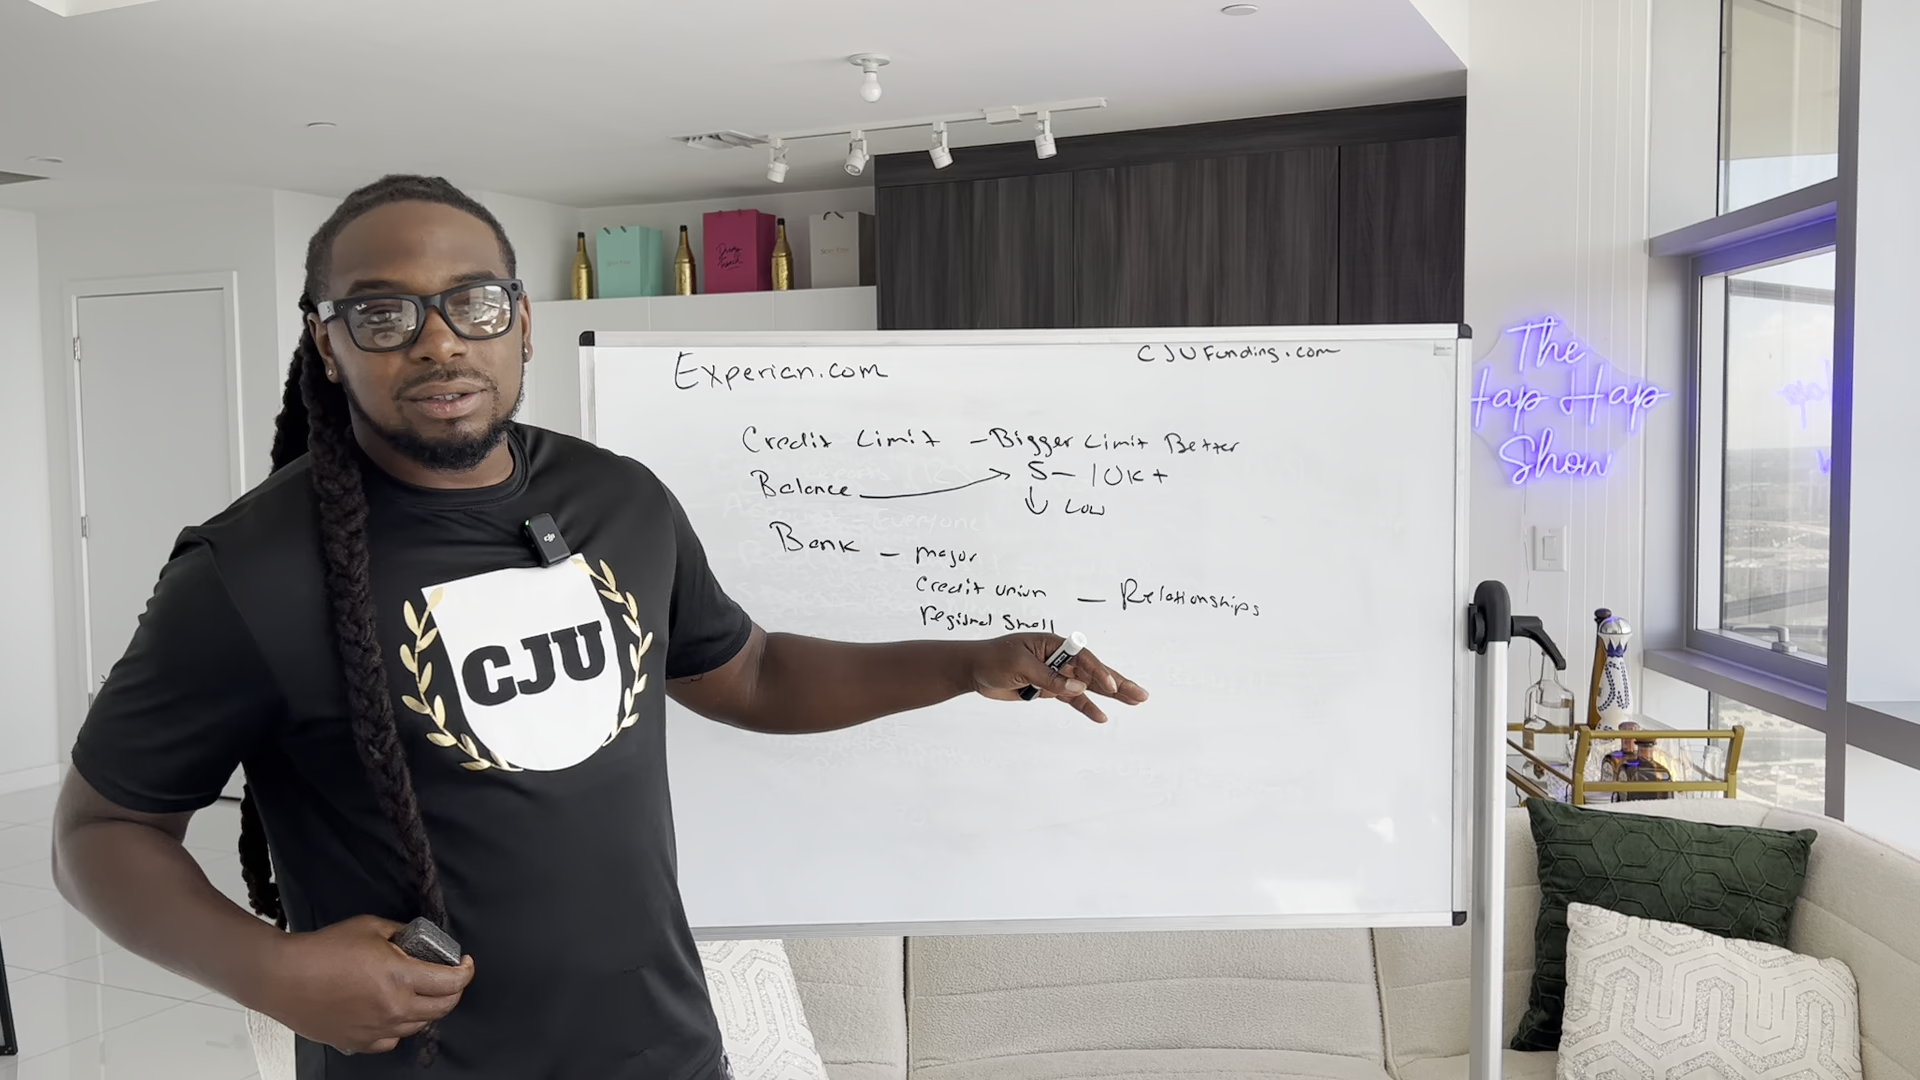 Experian.com
CJUFunding.com
Credit Limit - Bigger Limit Better
Balance → 5-10K+
↓ Low
Bank - major
Credit union - Relationships
regional small
CJU
The
Hap Hap
Show